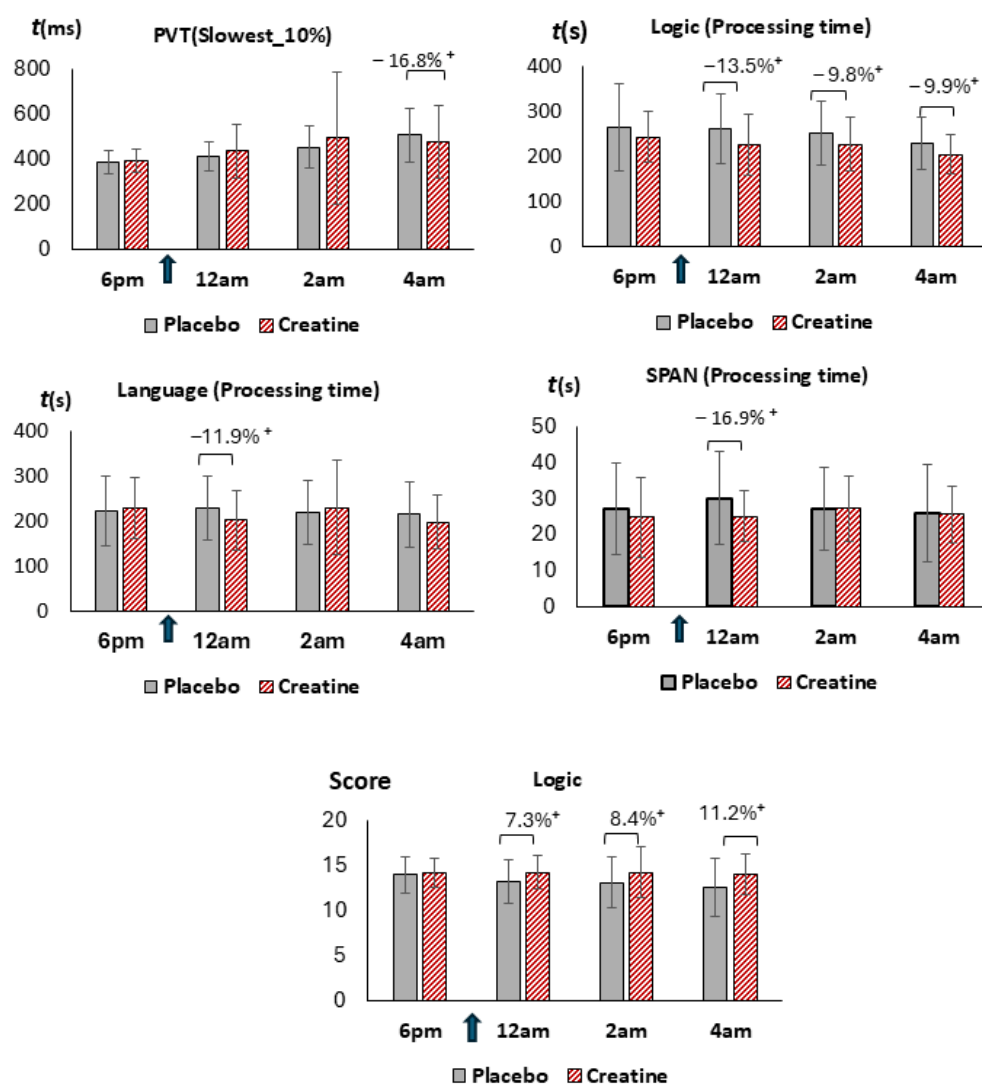 t(ms)
PVT(Slowest_10%)
− 16.8% +
800
600
400
200
0
6pm 12am 2am 4am
Placebo Creatine
t(s)
Logic (Processing time)
−13.5%+
− 9.8% +
−9.9% +
400
300
200
100
0
6pm 12am 2am 4am
Placebo Creatine
t(s)
Language (Processing time)
−11.9% +
400
300
200
100
0
6pm 12am 2am 4am
Placebo Creatine
SPAN (Processing time)
t(s)
− 16.9% +
50
40
30
20
10
0
6pm 12am 2am 4am
Placebo Creatine
Score
Logic
7.3%+
8.4%+
11.2%+
20
15
10
5
0
6pm 12am 2am 4am
Placebo Creatine